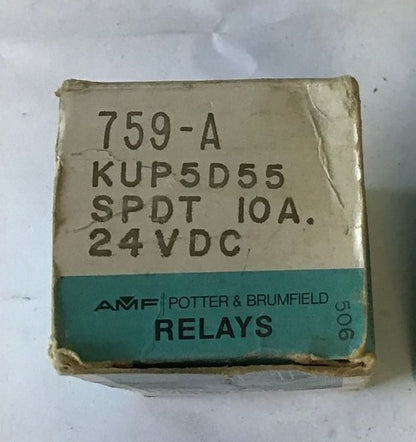 759-A
KUP5D55
SPDT 10A.
24VDC
AMF POTTER & BRUMFIELD
RELAYS
506